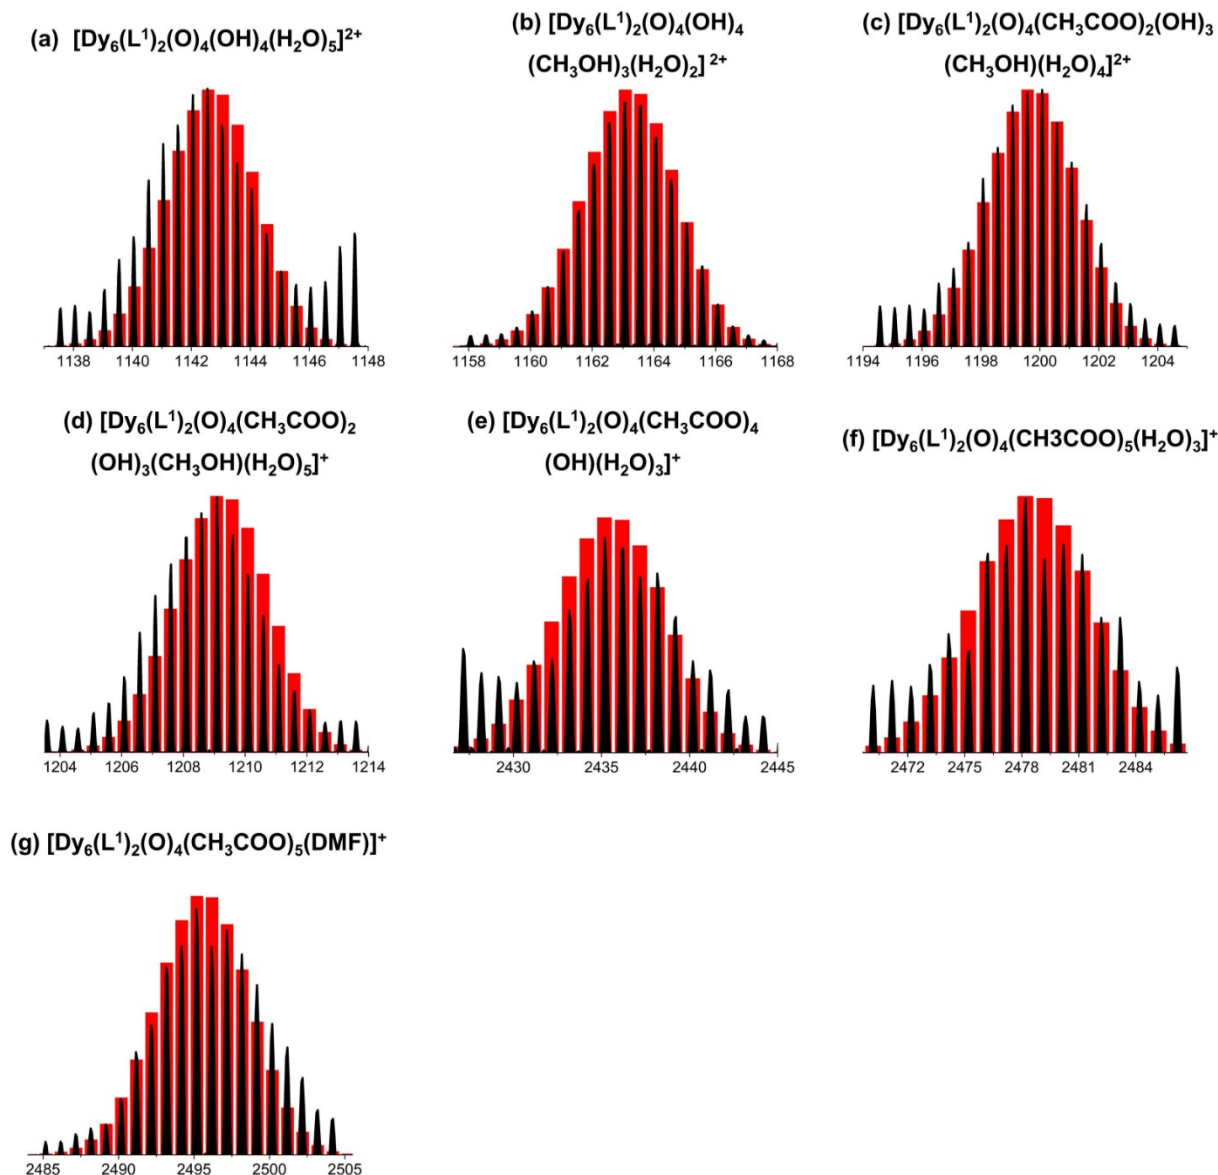 (a) [Dy₆(L¹)₂(O)₄(OH)₄(H₂O)₅]²⁺
1138 1140 1142 1144 1146 1148
(b) [Dy₆(L¹)₂(O)₄(OH)₄
(CH₃OH)₃(H₂O)₂] ²⁺
1158 1160 1162 1164 1166 1168
(c) [Dy₆(L¹)₂(O)₄(CH₃COO)₂(OH)₃
(CH₃OH)(H₂O)₄]²⁺
1194 1196 1198 1200 1202 1204
(d) [Dy₆(L¹)₂(O)₄(CH₃COO)₂
(OH)₃(CH₃OH)(H₂O)₅]⁺
1204 1206 1208 1210 1212 1214
(e) [Dy₆(L¹)₂(O)₄(CH₃COO)₄
(OH)(H₂O)₃]⁺
2430 2435 2440 2445
(f) [Dy₆(L¹)₂(O)₄(CH3COO)₅(H₂O)₃]⁺
2472 2475 2478 2481 2484
(g) [Dy₆(L¹)₂(O)₄(CH₃COO)₅(DMF)]⁺
2485 2490 2495 2500 2505